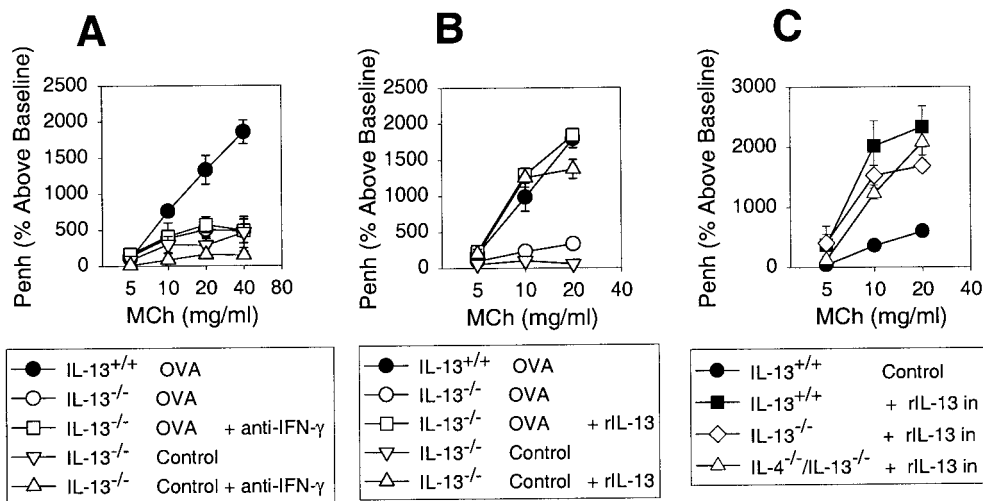 A
Penh (% Above Baseline)
2500
2000
1500
1000
500
0
5 10 20 40 80
MCh (mg/ml)
IL-13+/+ OVA
IL-13-/- OVA
IL-13-/- OVA + anti-IFN-γ
IL-13-/- Control
IL-13-/- Control + anti-IFN-γ
B
Penh (% Above Baseline)
2500
2000
1500
1000
500
0
5 10 20 40
MCh (mg/ml)
IL-13+/+ OVA
IL-13-/- OVA
IL-13-/- OVA + rIL-13
IL-13-/- Control
IL-13-/- Control + rIL-13
C
Penh (% Above Baseline)
3000
2000
1000
0
5 10 20 40
MCh (mg/ml)
IL-13+/+ Control
IL-13+/+ + rIL-13 in
IL-13-/- + rIL-13 in
IL-4-/-/IL-13-/- + rIL-13 in